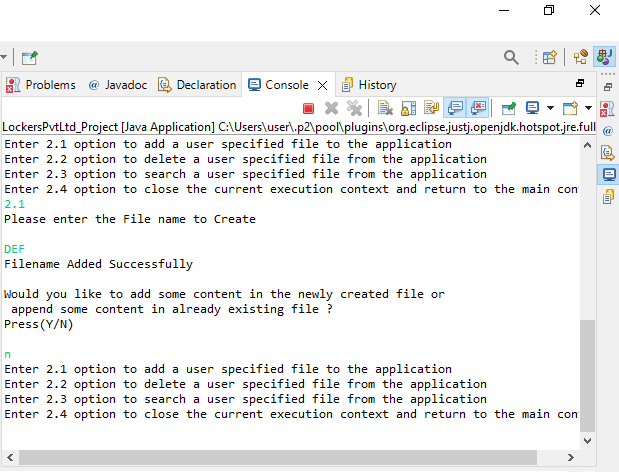 Problems @ Javadoc Declaration Console History
LockersPvtLtd_Project [Java Application] C:\Users\user\.p2\pool\plugins\org.eclipse.justj.openjdk.hotspot.jre.full
Enter 2.1 option to add a user specified file to the application
Enter 2.2 option to delete a user specified file from the application
Enter 2.3 option to search a user specified file from the application
Enter 2.4 option to close the current execution context and return to the main con
2.1
Please enter the File name to Create
DEF
Filename Added Successfully
Would you like to add some content in the newly created file or
append some content in already existing file ?
Press(Y/N)
n
Enter 2.1 option to add a user specified file to the application
Enter 2.2 option to delete a user specified file from the application
Enter 2.3 option to search a user specified file from the application
Enter 2.4 option to close the current execution context and return to the main con